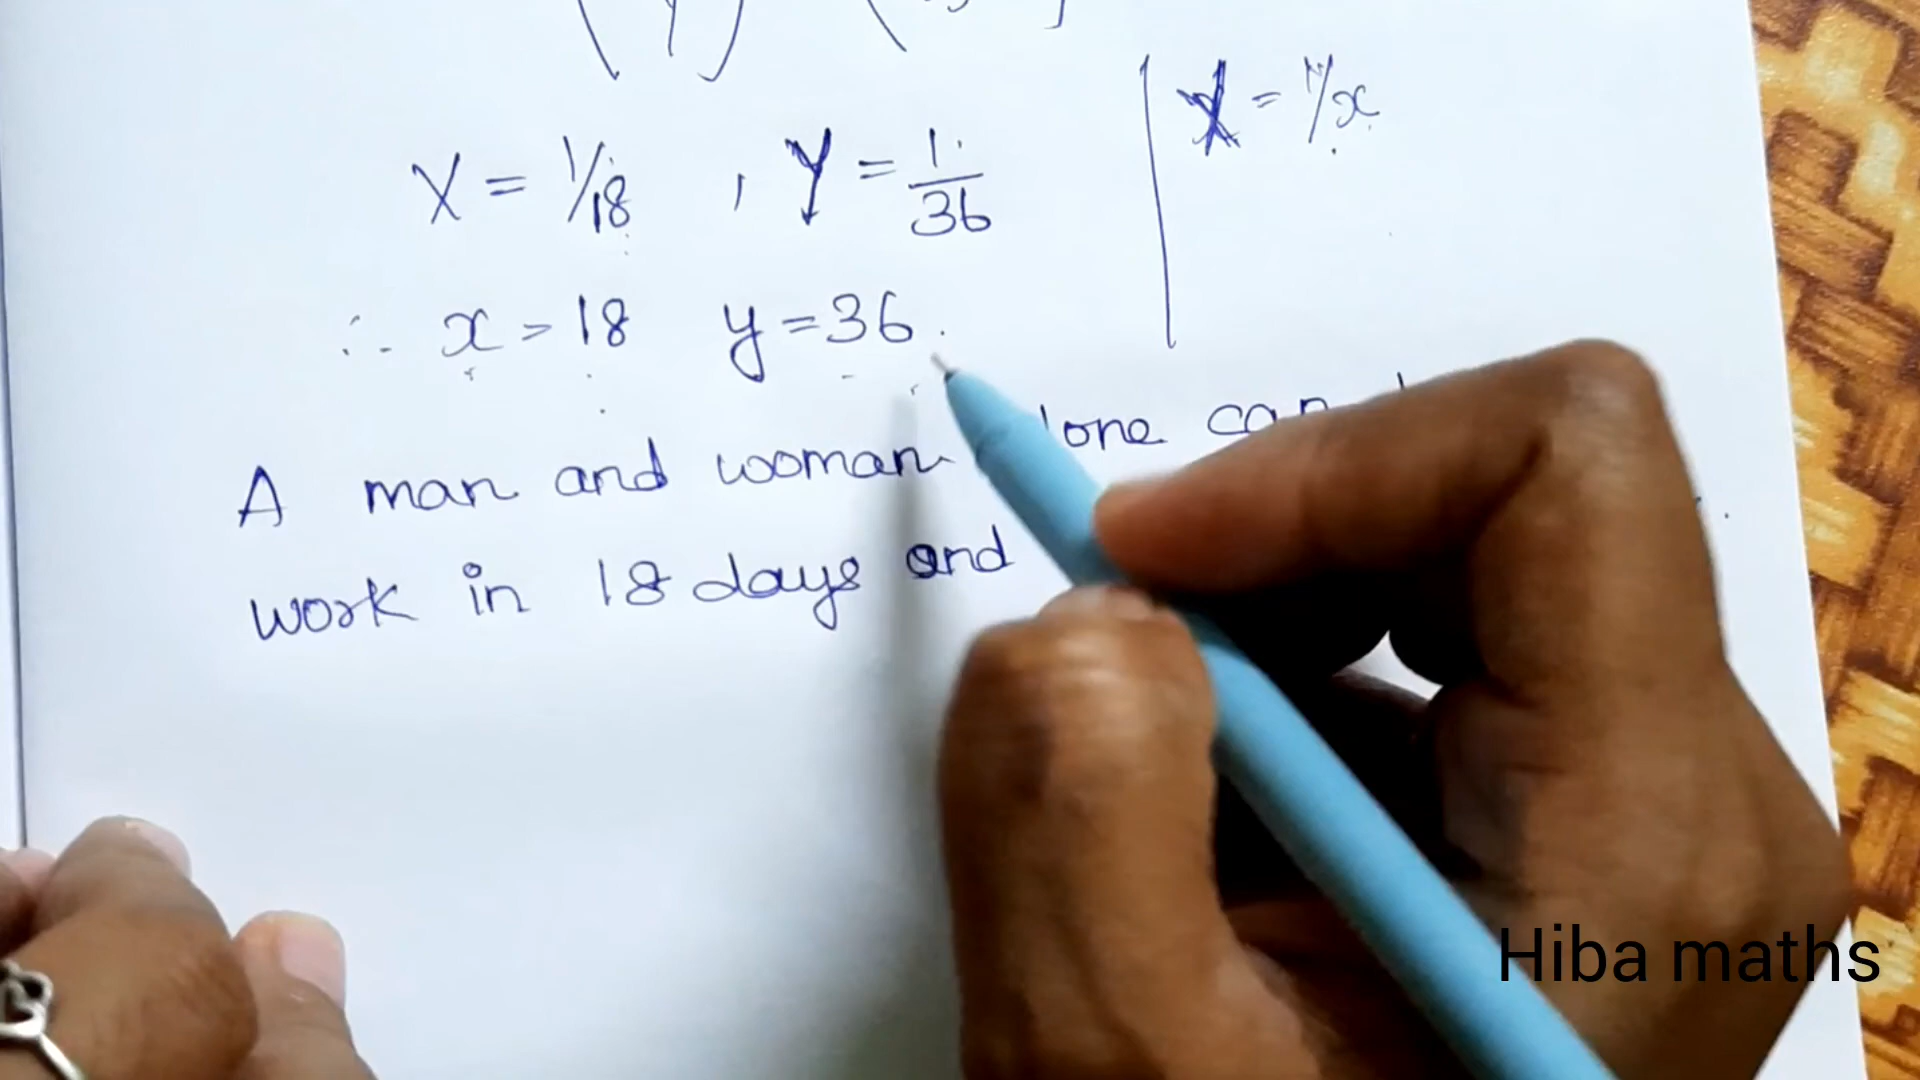 X = 1/18 , Y = 1/36
X = 1/x
∴ x = 18 y = 36.
A man and woman
work in 18 days and
Hiba maths